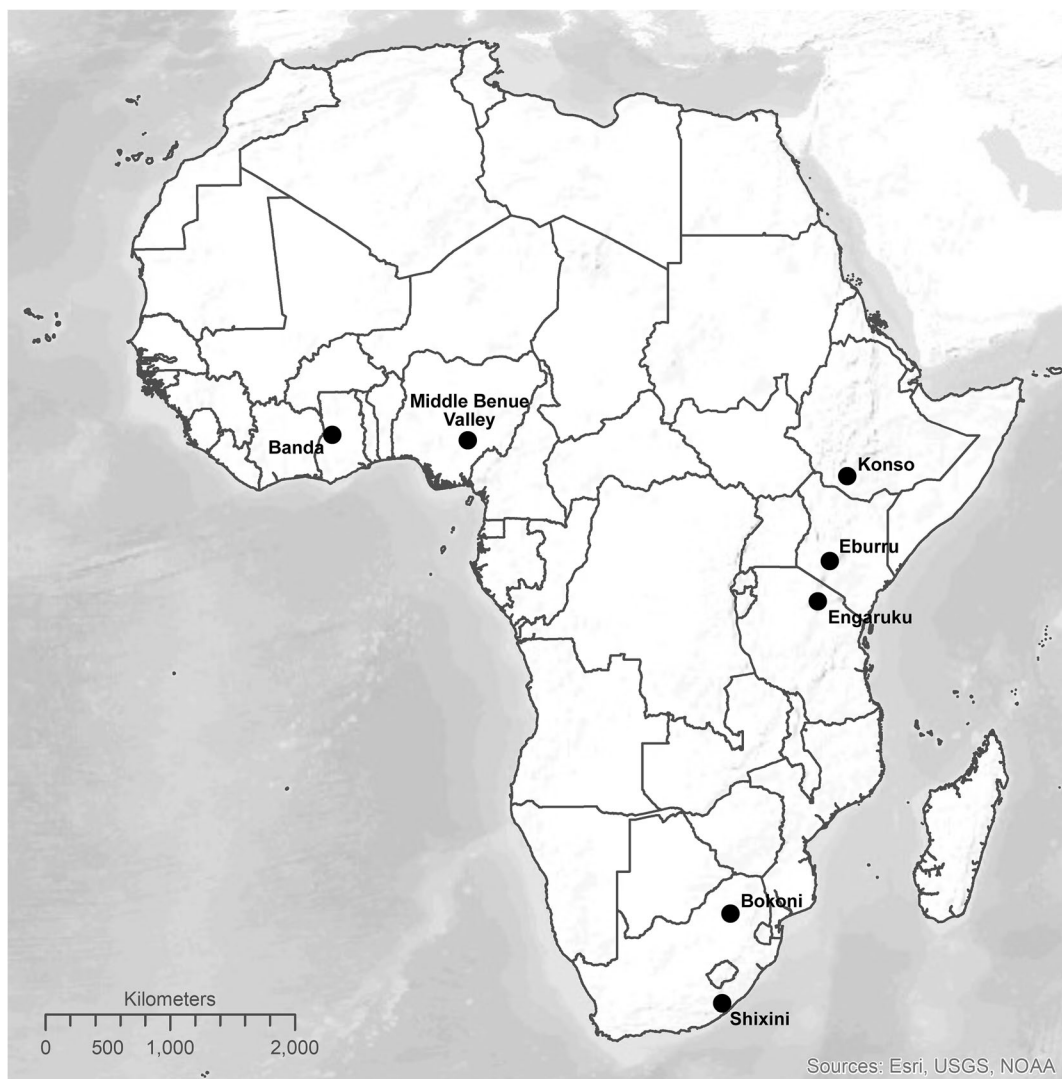 Middle Benue
Valley
Banda
Konso
Eburru
Engaruku
Bokoni
Shixini
Kilometers
0 500 1,000 2,000
Sources: Esri, USGS, NOAA